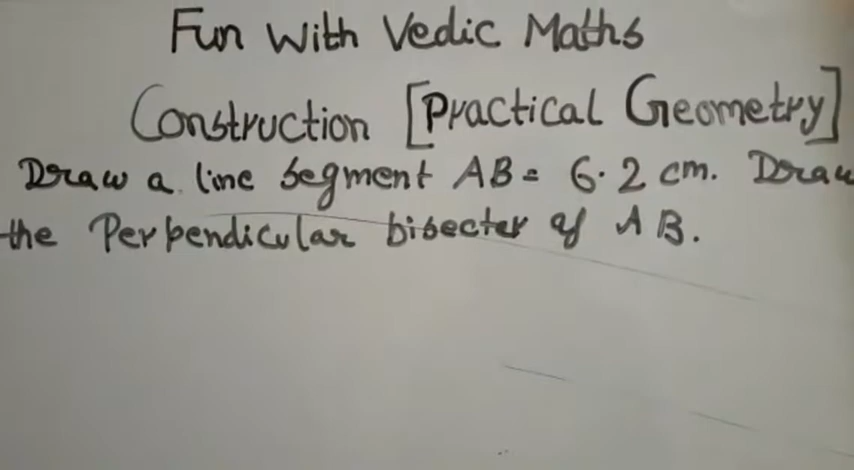 Fun With Vedic Maths
Construction [Practical Geometry]
Draw a line segment AB = 6.2 cm. Draw
the Perpendicular bisecter of AB.